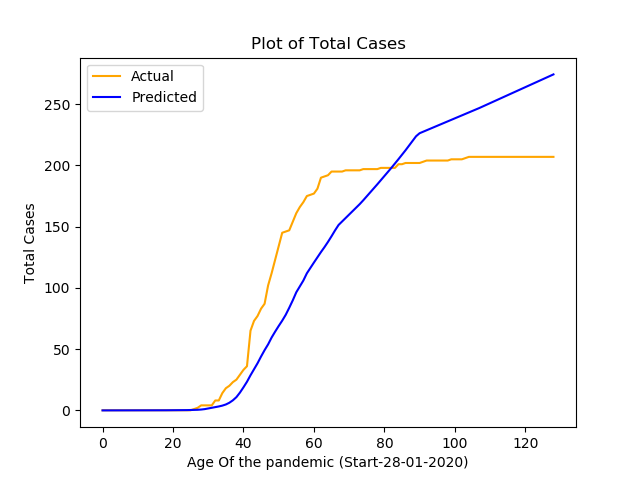 Plot of Total Cases
Actual
Predicted
250
200
150
100
50
0
Total Cases
0 20 40 60 80 100 120
Age Of the pandemic (Start-28-01-2020)